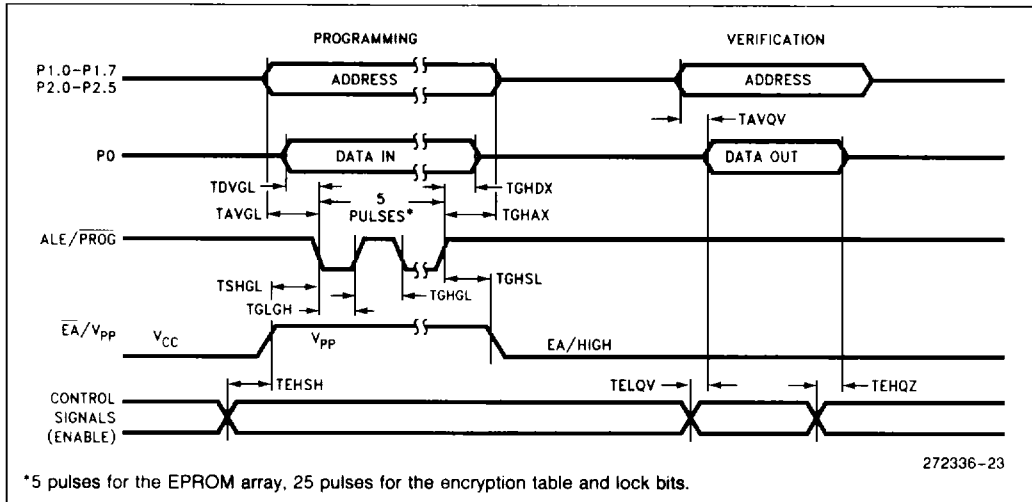 PROGRAMMING
VERIFICATION
P1.0–P1.7
P2.0–P2.5
ADDRESS
ADDRESS
TAVQV
P0
DATA IN
DATA OUT
TDVGL
TGHDX
5
PULSES*
TAVGL
TGHAX
ALE/PROG
TSHGL
TGHSL
TGLGH
TGHGL
EA/VPP
VCC
VPP
EA/HIGH
TEHSH
TELQV
TEHQZ
CONTROL
SIGNALS
(ENABLE)
272336–23
*5 pulses for the EPROM array, 25 pulses for the encryption table and lock bits.